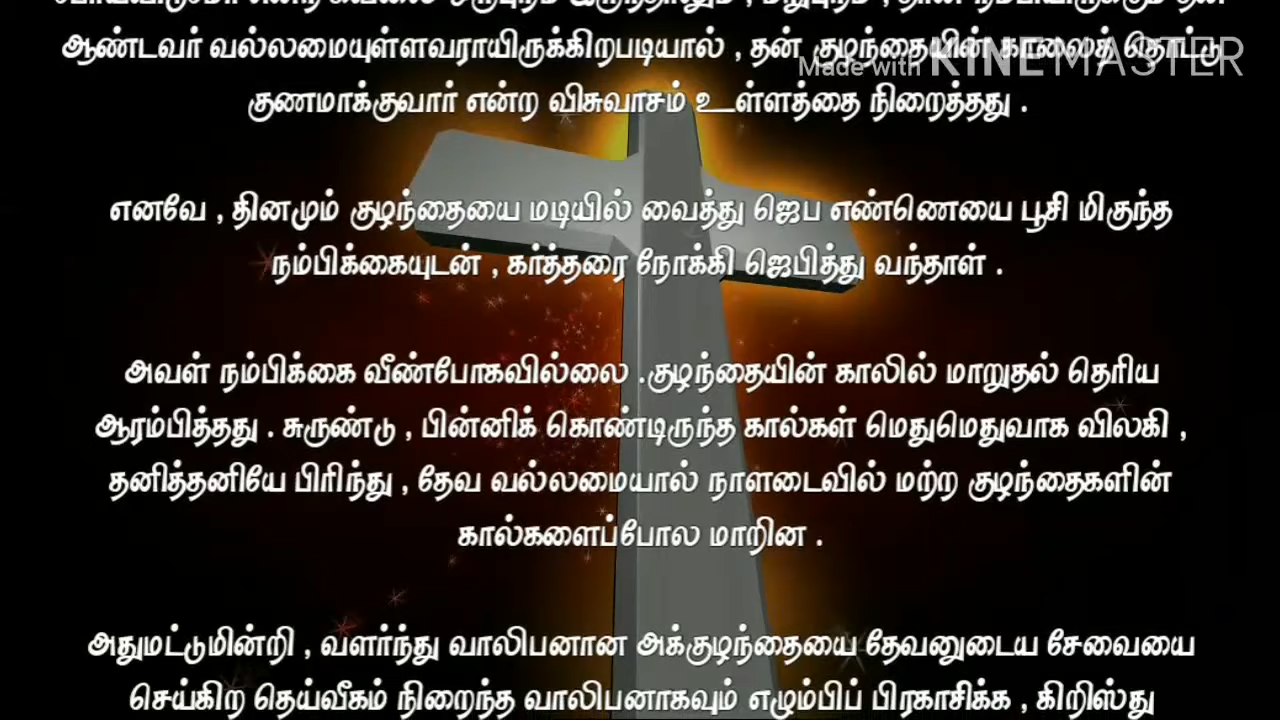 ஆண்டவர் வல்லமையுள்ளவராயிருக்கிறபடியால் , தன் குழந்தையின் காலைத் தொட்டு
Made with KINEMASTER
குணமாக்குவார் என்ற விசுவாசம் உள்ளத்தை நிறைத்தது .
எனவே , தினமும் குழந்தையை மடியில் வைத்து ஜெப எண்ணெயை பூசி மிகுந்த
நம்பிக்கையுடன் , கர்த்தரை நோக்கி ஜெபித்து வந்தாள் .
அவள் நம்பிக்கை வீண்போகவில்லை .குழந்தையின் காலில் மாறுதல் தெரிய
ஆரம்பித்தது . சுருண்டு , பின்னிக் கொண்டிருந்த கால்கள் மெதுமெதுவாக விலகி ,
தனித்தனியே பிரிந்து , தேவ வல்லமையால் நாளடைவில் மற்ற குழந்தைகளின்
கால்களைப்போல மாறின .
அதுமட்டுமின்றி , வளர்ந்து வாலிபனான அக்குழந்தையை தேவனுடைய சேவையை
செய்கிற தெய்வீகம் நிறைந்த வாலிபனாகவும் எழும்பிப் பிரகாசிக்க , கிறிஸ்து